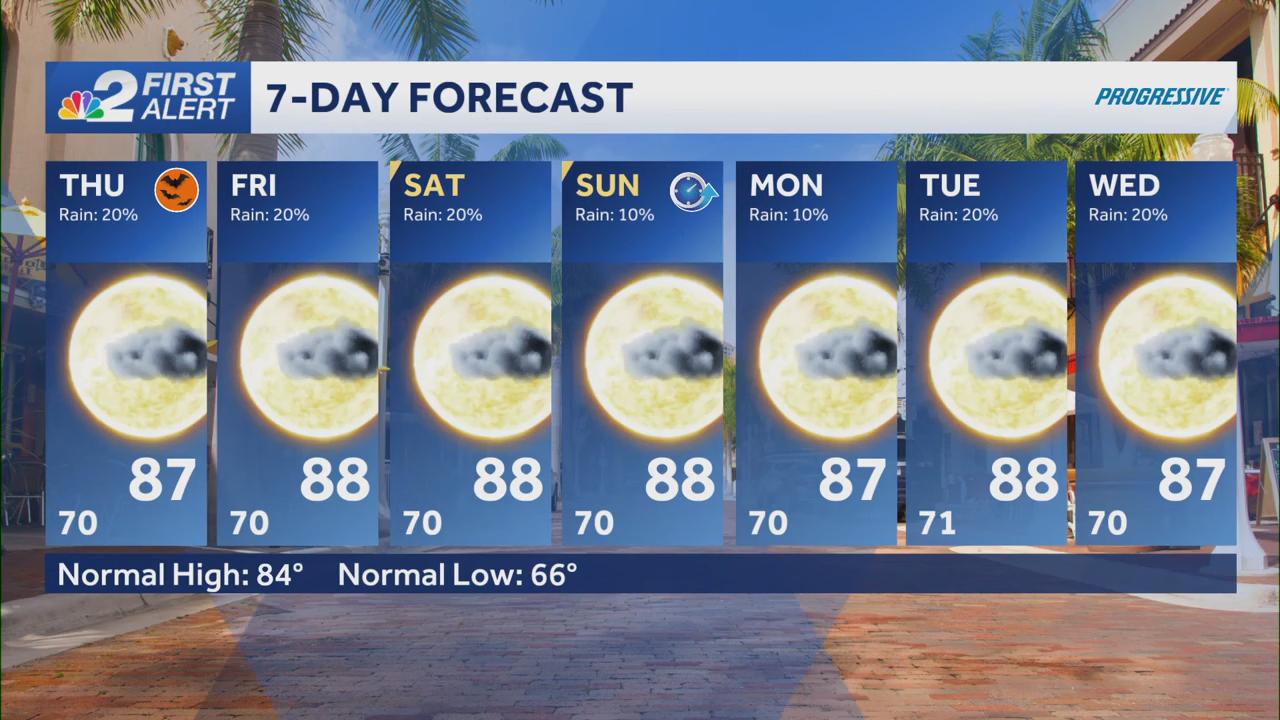 2 FIRST ALERT
7-DAY FORECAST
PROGRESSIVE
THU
Rain: 20%
87
70
FRI
Rain: 20%
88
70
SAT
Rain: 20%
88
70
SUN
Rain: 10%
88
70
MON
Rain: 10%
87
70
TUE
Rain: 20%
88
71
WED
Rain: 20%
87
70
Normal High: 84° Normal Low: 66°